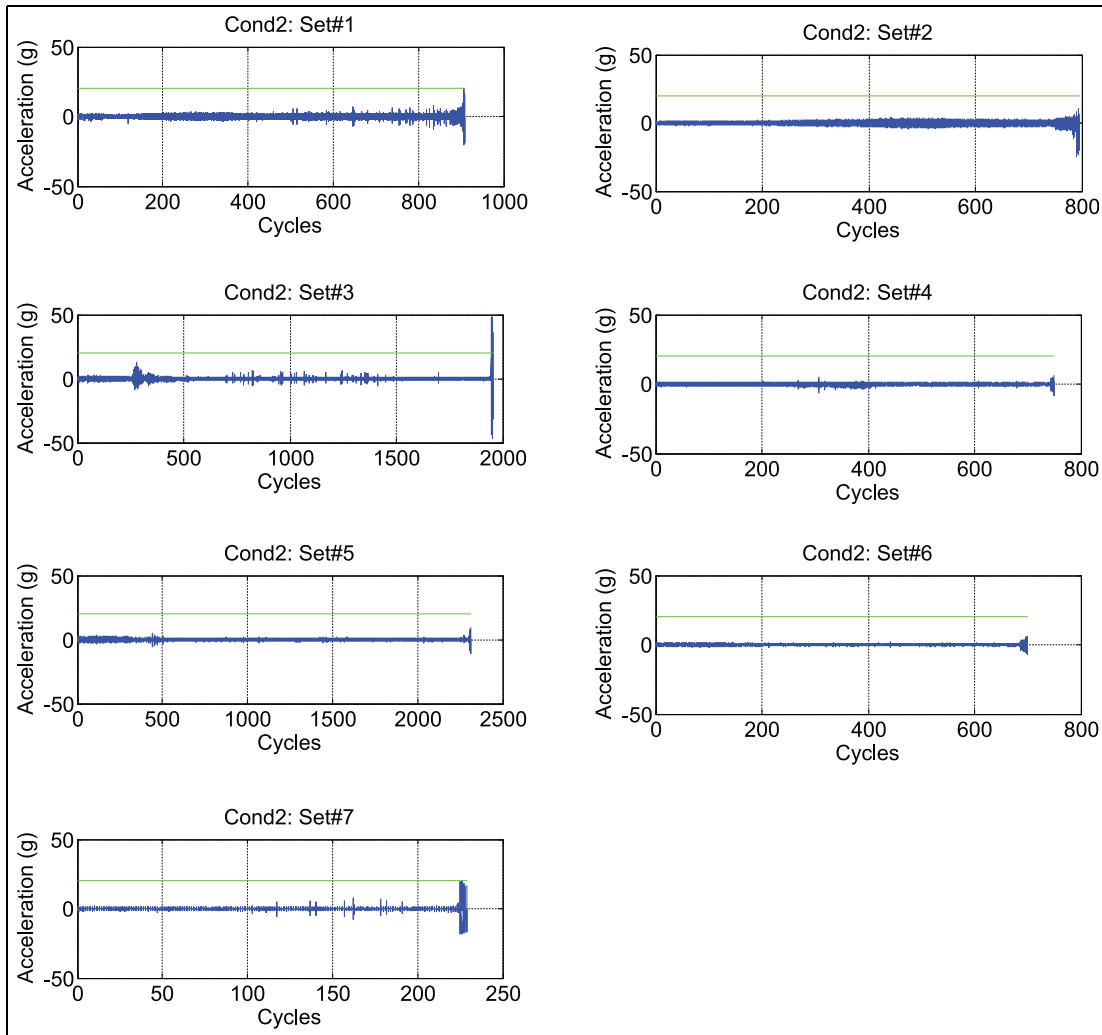 Cond2: Set#1
50
0
-50
Acceleration (g)
0 200 400 600 800 1000
Cycles
Cond2: Set#2
50
0
-50
Acceleration (g)
0 200 400 600 800
Cycles
Cond2: Set#3
50
0
-50
Acceleration (g)
0 500 1000 1500 2000
Cycles
Cond2: Set#4
50
0
-50
Acceleration (g)
0 200 400 600 800
Cycles
Cond2: Set#5
50
0
-50
Acceleration (g)
0 500 1000 1500 2000 2500
Cycles
Cond2: Set#6
50
0
-50
Acceleration (g)
0 200 400 600 800
Cycles
Cond2: Set#7
50
0
-50
Acceleration (g)
0 50 100 150 200 250
Cycles